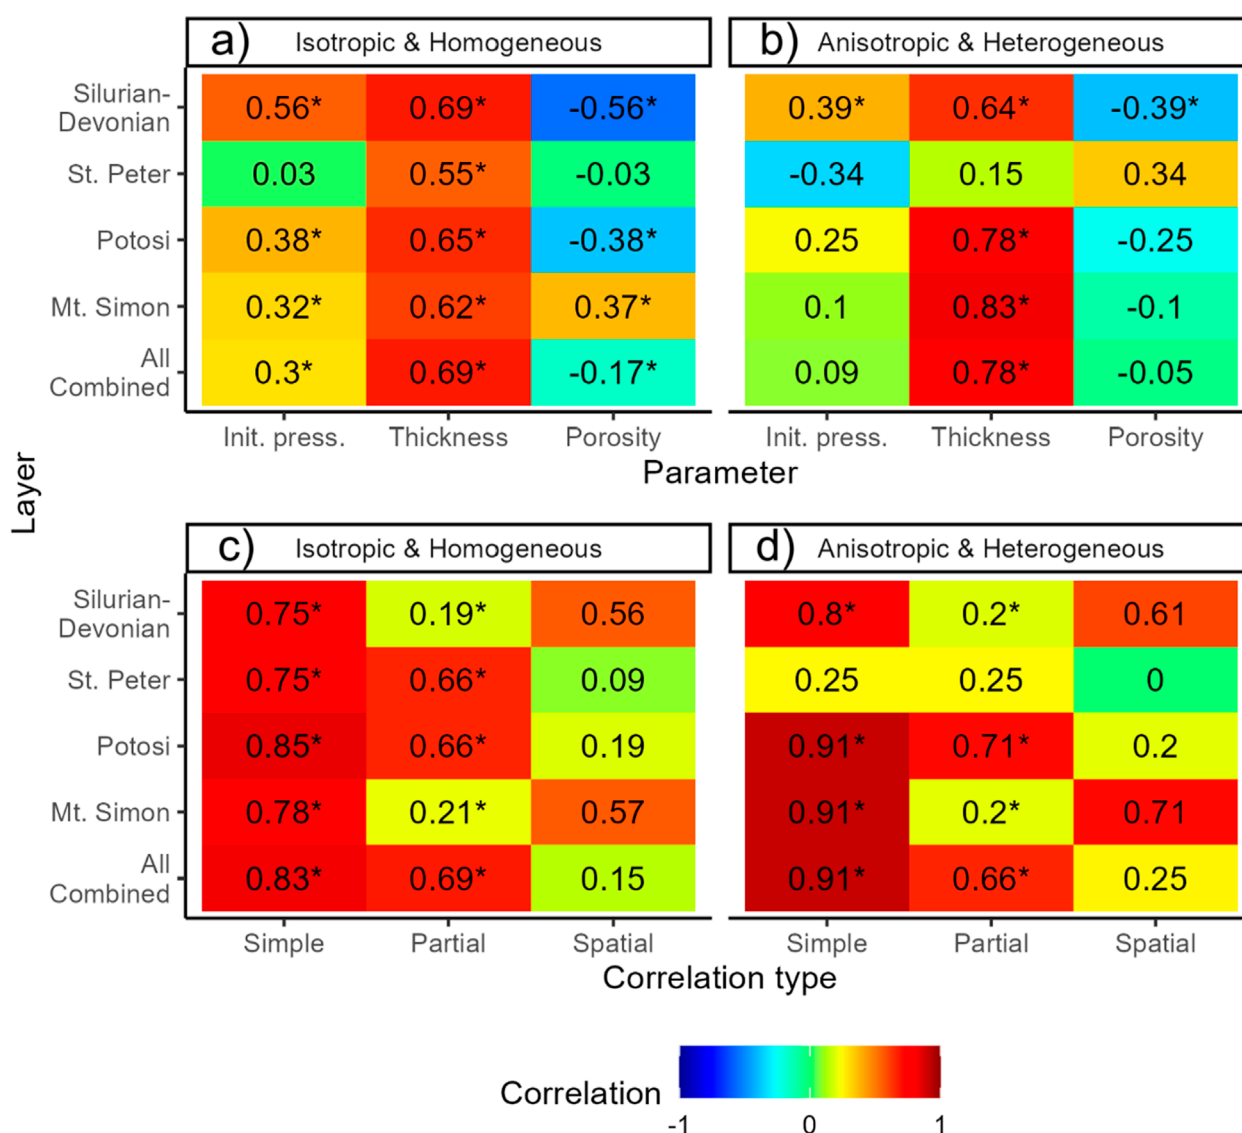 a) Isotropic & Homogeneous
b) Anisotropic & Heterogeneous
Silurian-
Devonian
0.56* 0.69* -0.56* 0.39* 0.64* -0.39*
St. Peter 0.03 0.55* -0.03 -0.34 0.15 0.34
Potosi 0.38* 0.65* -0.38* 0.25 0.78* -0.25
Mt. Simon 0.32* 0.62* 0.37* 0.1 0.83* -0.1
All
Combined
0.3* 0.69* -0.17* 0.09 0.78* -0.05
Init. press. Thickness Porosity Init. press. Thickness Porosity
Parameter
Layer
c) Isotropic & Homogeneous
d) Anisotropic & Heterogeneous
Silurian-
Devonian
0.75* 0.19* 0.56 0.8* 0.2* 0.61
St. Peter 0.75* 0.66* 0.09 0.25 0.25 0
Potosi 0.85* 0.66* 0.19 0.91* 0.71* 0.2
Mt. Simon 0.78* 0.21* 0.57 0.91* 0.2* 0.71
All
Combined
0.83* 0.69* 0.15 0.91* 0.66* 0.25
Simple Partial Spatial Simple Partial Spatial
Correlation type
Correlation
-1 0 1